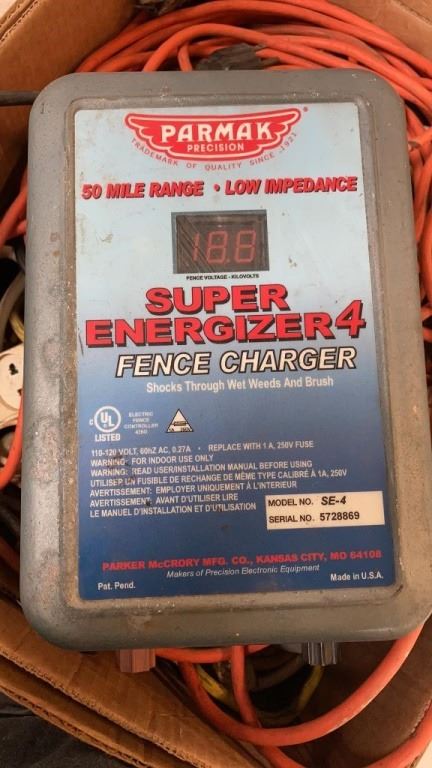 PARMAK
®
PRECISION
TRADEMARK OF QUALITY SINCE 1921
50 MILE RANGE • LOW IMPEDANCE
18.8
FENCE VOLTAGE - KILOVOLTS
SUPER
ENERGIZER 4
FENCE CHARGER
Shocks Through Wet Weeds And Brush
C UL
LISTED
ELECTRIC
FENCE
CONTROLLER
110-120 VOLT, 60hZ AC, 0.27A • REPLACE WITH 1 A, 250V FUSE
WARNING: FOR INDOOR USE ONLY
WARNING: READ USER/INSTALLATION MANUAL BEFORE USING
UTILISER UN FUSIBLE DE RECHANGE DE MÊME TYPE CALIBRÉ À 1A, 250V
AVERTISSEMENT: EMPLOYER UNIQUEMENT À L'INTERIEUR
AVERTISSEMENT: AVANT D'UTILISER LIRE
LE MANUEL D'INSTALLATION ET D'UTILISATION
MODEL NO. SE-4
SERIAL NO. 5728869
PARKER McCRORY MFG. CO., KANSAS CITY, MO 64108
Makers of Precision Electronic Equipment
Pat. Pend.
Made in U.S.A.